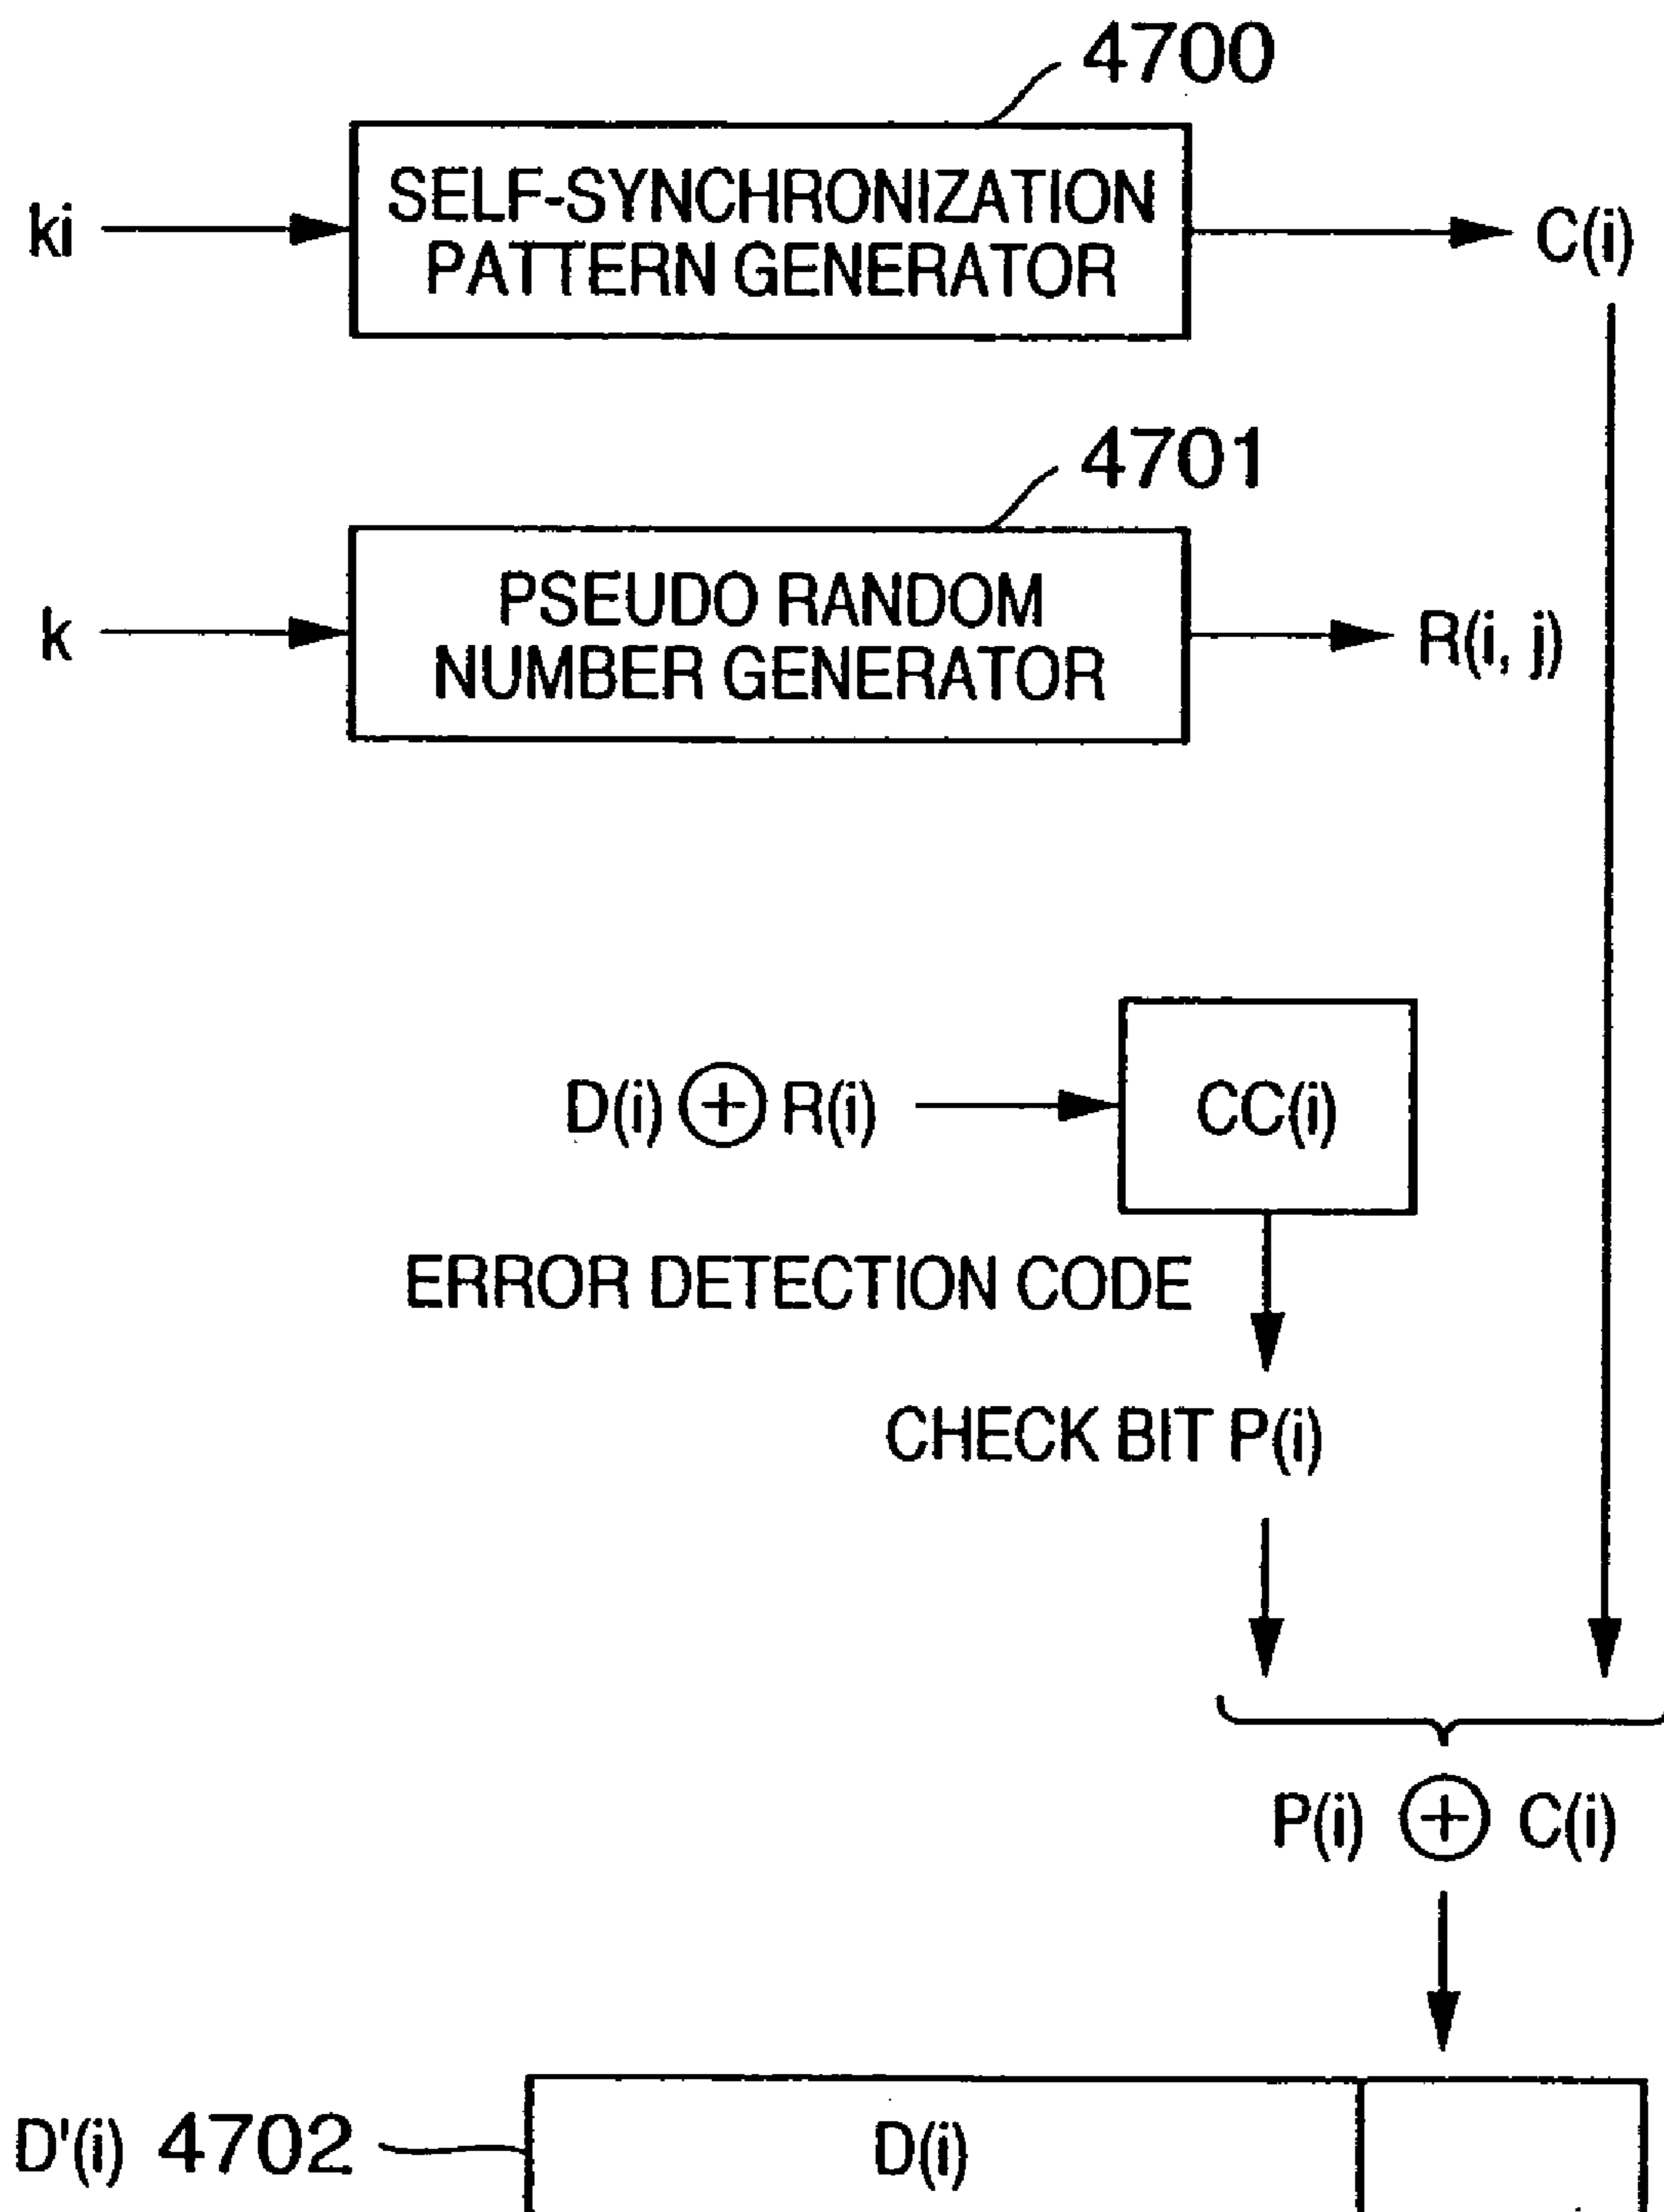 4700
ki
SELF-SYNCHRONIZATION
PATTERN GENERATOR
C(i)
4701
k
PSEUDO RANDOM
NUMBER GENERATOR
R(i, j)
D(i) ⊕ R(i)
CC(i)
ERROR DETECTION CODE
CHECK BIT P(i)
P(i) ⊕ C(i)
D'(i) 4702
D(i)